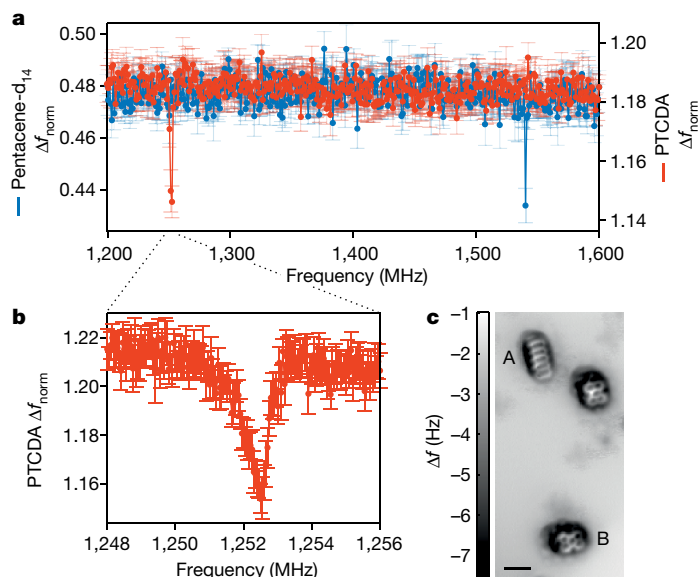 a
0.50
0.48
0.46
0.44
Pentacene-d14
Δfnorm
1.20
1.18
1.16
1.14
PTCDA
Δfnorm
1,200
1,300
1,400
1,500
1,600
Frequency (MHz)
b
1.22
1.20
1.18
1.16
PTCDA Δfnorm
1,248
1,250
1,252
1,254
1,256
Frequency (MHz)
c
–1
–2
–3
–4
–5
–6
–7
Δf (Hz)
A
B